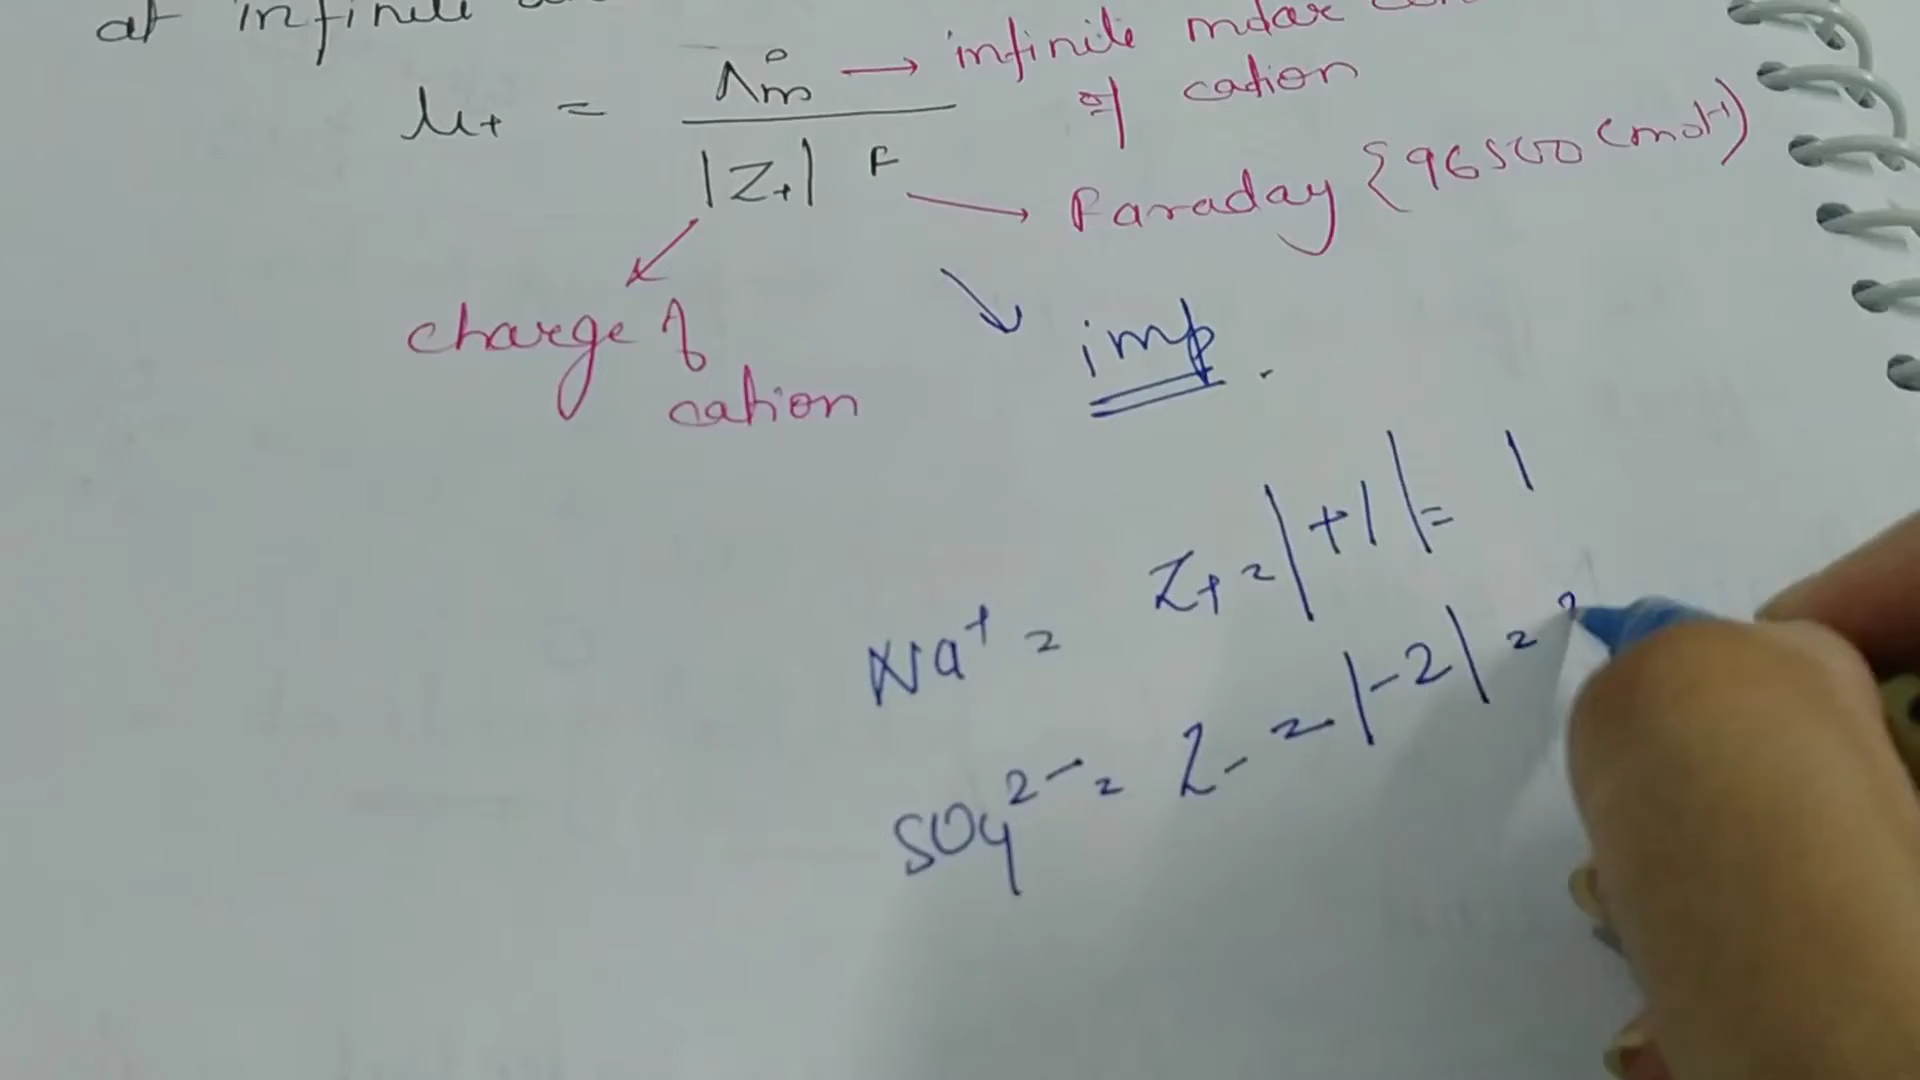 at infinite
μ+ = Λ°m / |Z+| F
→ infinite molar
of cation
→ Faraday {96500 C mol-1)
charge of
cation
imp.
Na+ = Z+ = |+1| = 1
SO4 2- = Z- = |-2| =